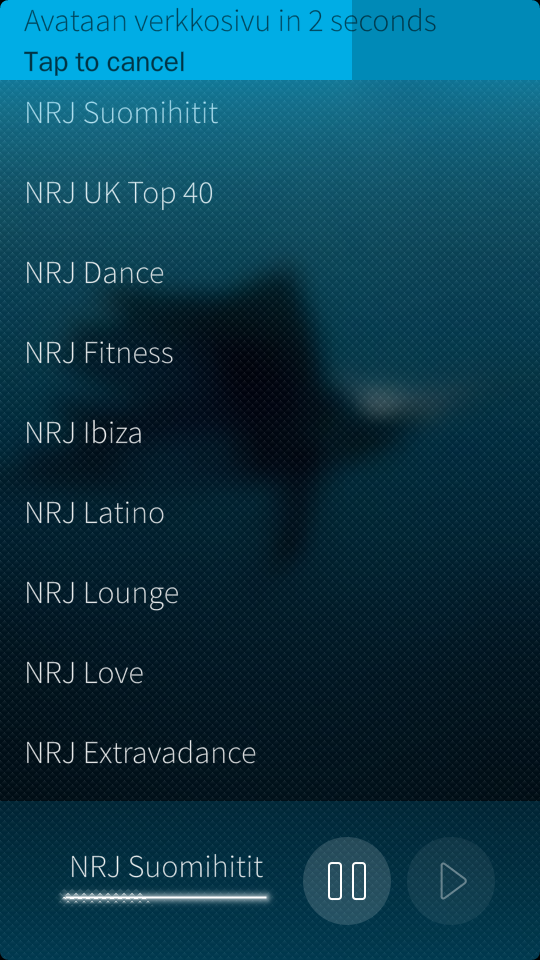 Avataan verkkosivu in 2 seconds
Tap to cancel
NRJ Suomihitit
NRJ UK Top 40
NRJ Dance
NRJ Fitness
NRJ Ibiza
NRJ Latino
NRJ Lounge
NRJ Love
NRJ Extravadance
NRJ Suomihitit